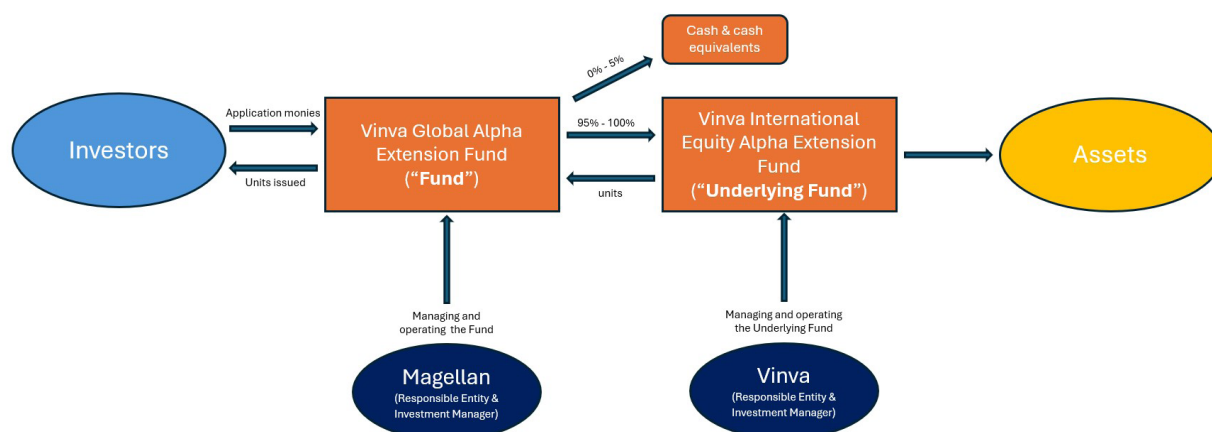 Cash & cash
equivalents
0% - 5%
Application monies
Investors
Units issued
Vinva Global Alpha
Extension Fund
(“Fund”)
95% - 100%
units
Vinva International
Equity Alpha Extension
Fund
(“Underlying Fund”)
Assets
Managing and
operating the Fund
Managing and operating
the Underlying Fund
Magellan
(Responsible Entity &
Investment Manager)
Vinva
(Responsible Entity &
Investment Manager)